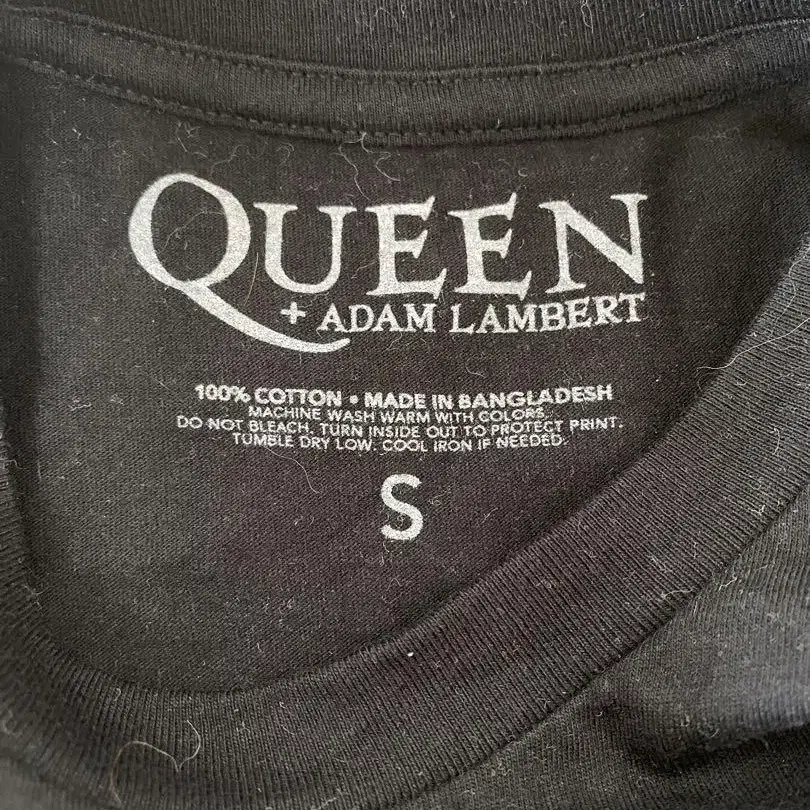 QUEEN
+ ADAM LAMBERT
100% COTTON • MADE IN BANGLADESH
MACHINE WASH WARM WITH COLORS.
DO NOT BLEACH. TURN INSIDE OUT TO PROTECT PRINT.
TUMBLE DRY LOW. COOL IRON IF NEEDED.
S